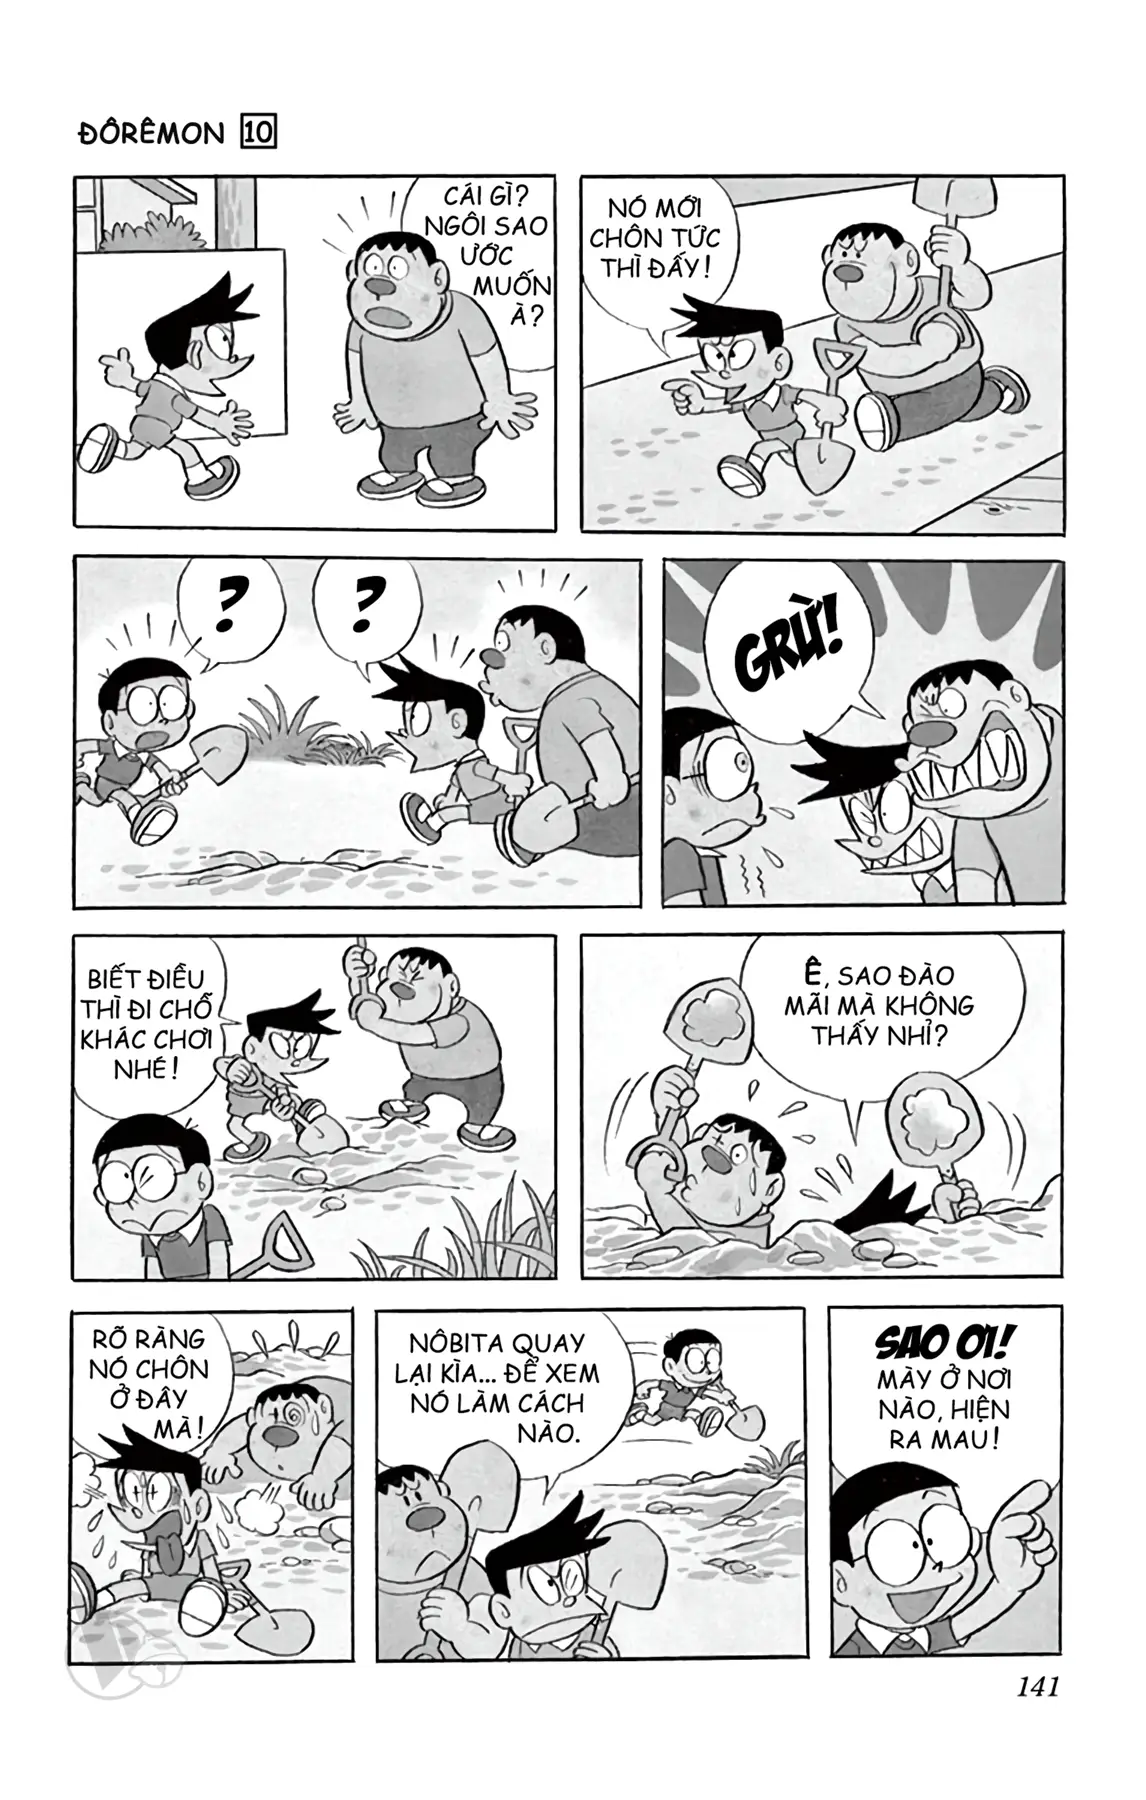 ĐÔRÊMON 10
CÁI GÌ?
NGÔI SAO
ƯỚC
MUỐN
À?
NÓ MỚI
CHÔN TỨC
THÌ ĐẤY!
?
?
GRỪ!
BIẾT ĐIỀU
THÌ ĐI CHỖ
KHÁC CHƠI
NHÉ!
Ê, SAO ĐÀO
MÃI MÀ KHÔNG
THẤY NHỈ?
RÕ RÀNG
NÓ CHÔN
Ở ĐÂY
MÀ!
NÔBITA QUAY
LẠI KÌA... ĐỂ XEM
NÓ LÀM CÁCH
NÀO.
SAO ƠI!
MÀY Ở NƠI
NÀO, HIỆN
RA MAU!
141